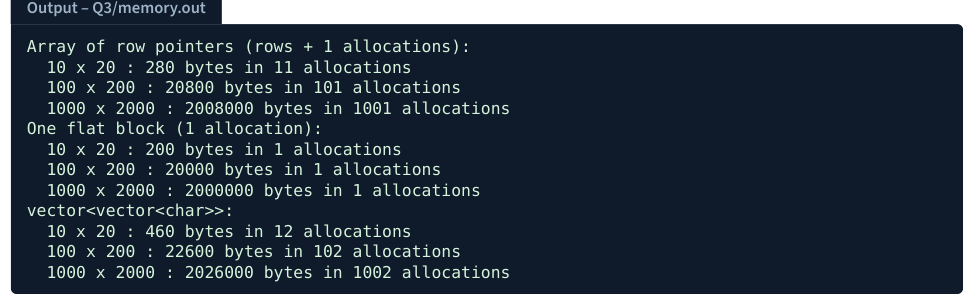 Output – Q3/memory.out
Array of row pointers (rows + 1 allocations):
  10 x 20 : 280 bytes in 11 allocations
  100 x 200 : 20800 bytes in 101 allocations
  1000 x 2000 : 2008000 bytes in 1001 allocations
One flat block (1 allocation):
  10 x 20 : 200 bytes in 1 allocations
  100 x 200 : 20000 bytes in 1 allocations
  1000 x 2000 : 2000000 bytes in 1 allocations
vector<vector<char>>:
  10 x 20 : 460 bytes in 12 allocations
  100 x 200 : 22600 bytes in 102 allocations
  1000 x 2000 : 2026000 bytes in 1002 allocations